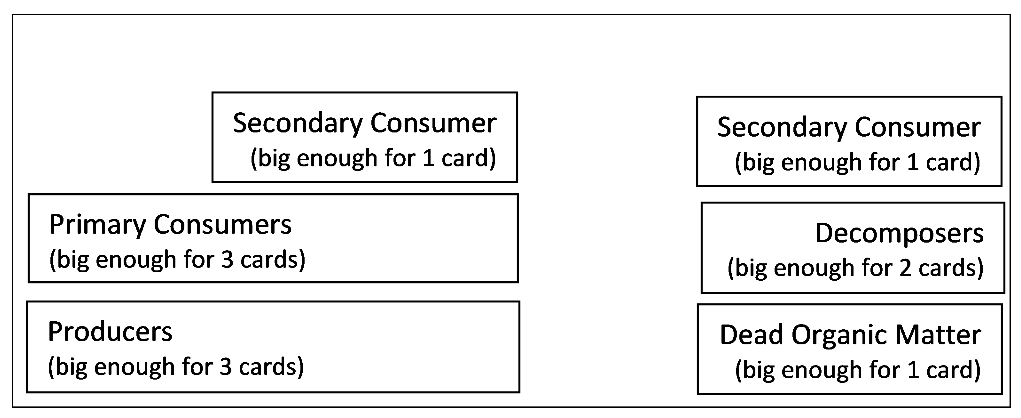 Secondary Consumer
(big enough for 1 card)
Primary Consumers
(big enough for 3 cards)
Producers
(big enough for 3 cards)
Secondary Consumer
(big enough for 1 card)
Decomposers
(big enough for 2 cards)
Dead Organic Matter
(big enough for 1 card)